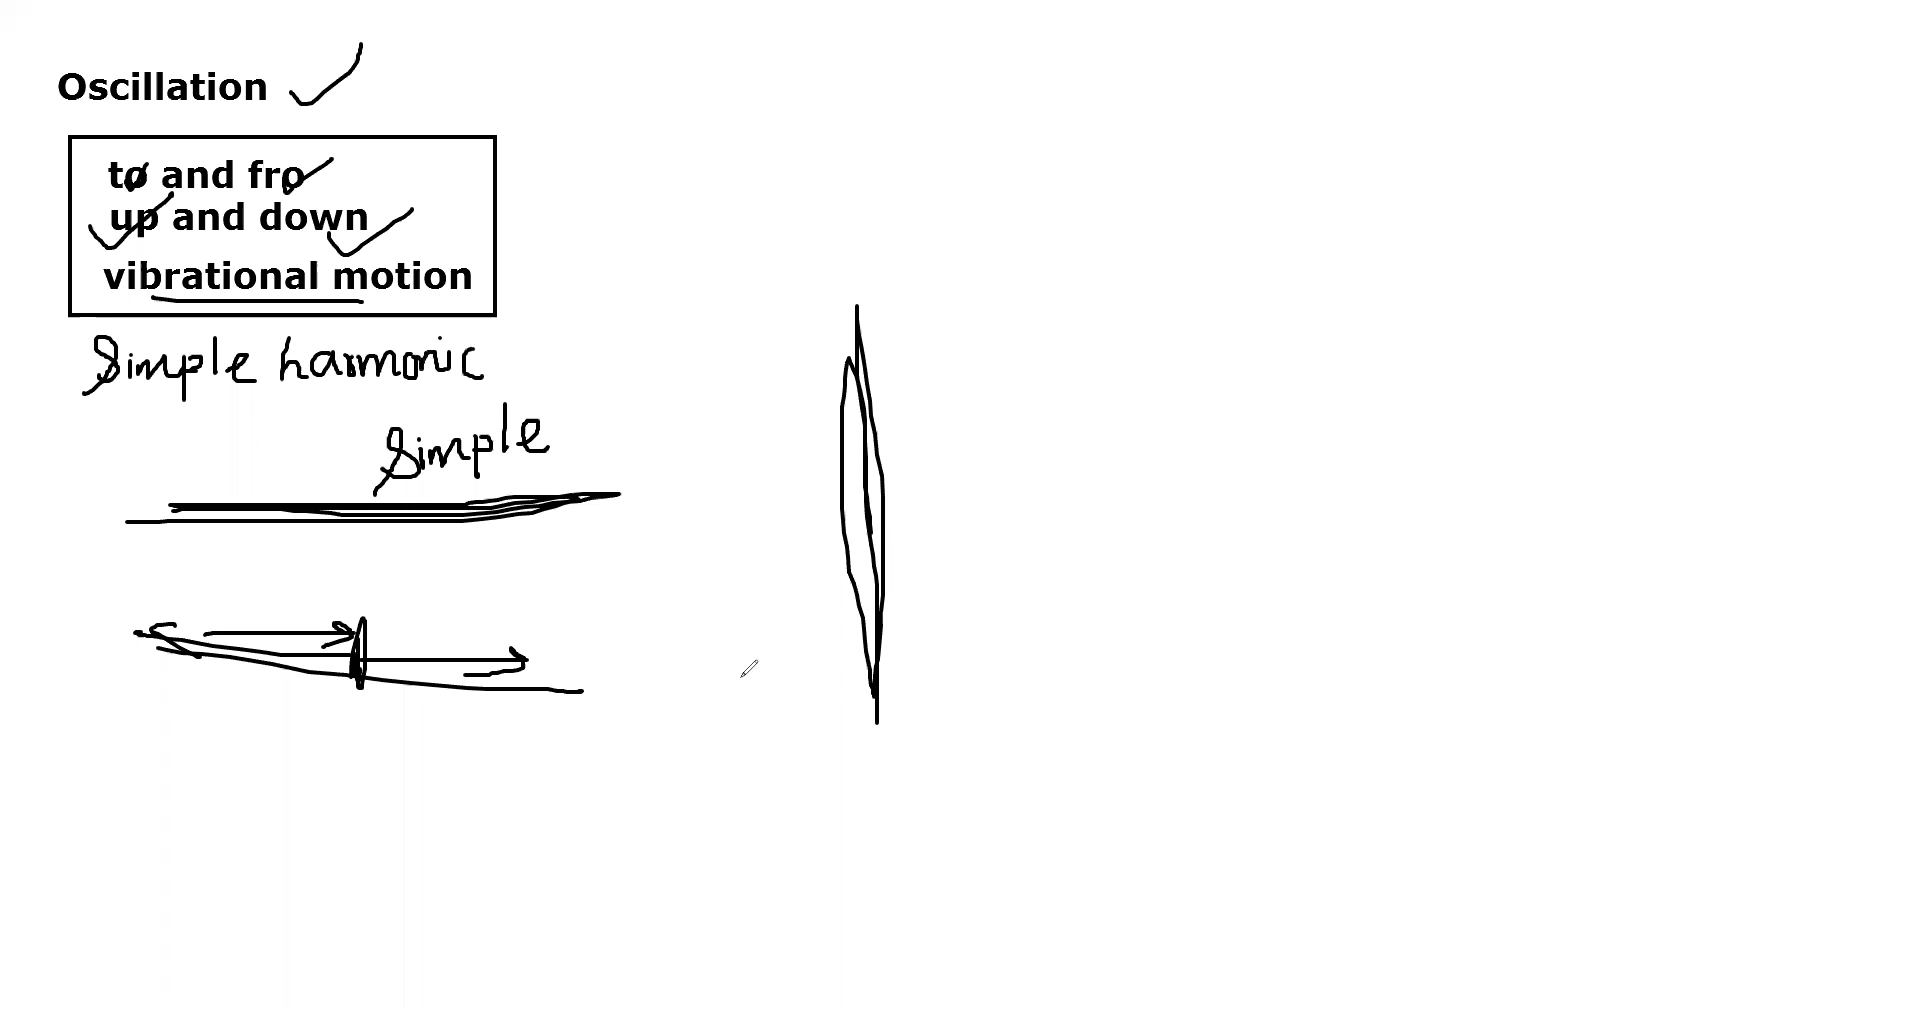 Oscillation
to and fro
up and down
vibrational motion
Simple harmonic
Simple